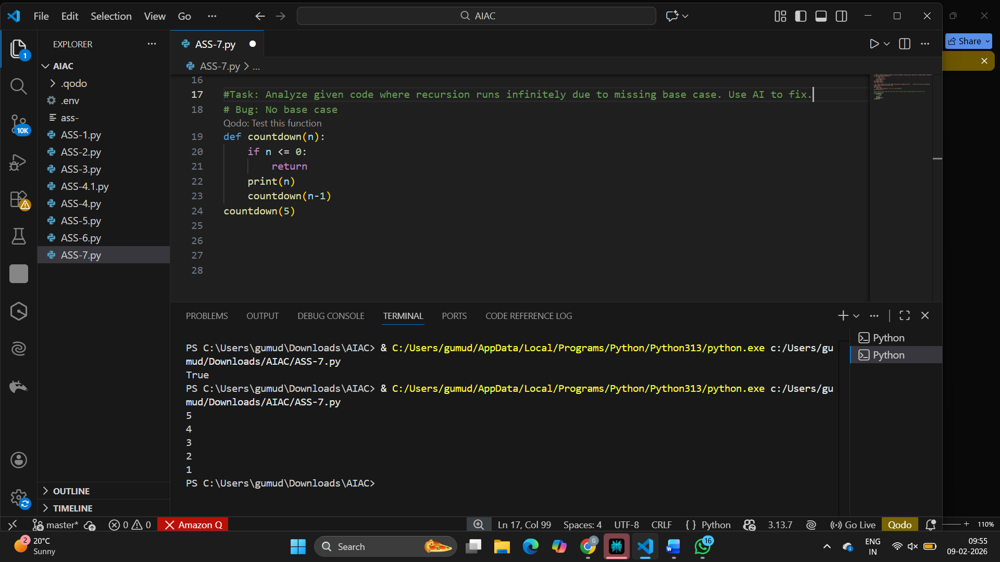 File Edit Selection View Go ··· AIAC
Share
EXPLORER ···
ASS-7.py
1
AIAC
ASS-7.py > ...
.qodo
.env
ass-
ASS-1.py
ASS-2.py
ASS-3.py
ASS-4.1.py
ASS-4.py
ASS-5.py
ASS-6.py
ASS-7.py
10K
OUTLINE
TIMELINE
16
17 #Task: Analyze given code where recursion runs infinitely due to missing base case. Use AI to fix.
18 # Bug: No base case
Qodo: Test this function
19 def countdown(n):
20 if n <= 0:
21 return
22 print(n)
23 countdown(n-1)
24 countdown(5)
25
26
27
28
PROBLEMS OUTPUT DEBUG CONSOLE TERMINAL PORTS CODE REFERENCE LOG
Python
Python
PS C:\Users\gumud\Downloads\AIAC> & C:/Users/gumud/AppData/Local/Programs/Python/Python313/python.exe c:/Users/gu
mud/Downloads/AIAC/ASS-7.py
True
PS C:\Users\gumud\Downloads\AIAC> & C:/Users/gumud/AppData/Local/Programs/Python/Python313/python.exe c:/Users/gu
mud/Downloads/AIAC/ASS-7.py
5
4
3
2
1
PS C:\Users\gumud\Downloads\AIAC>
master* 0 0 Amazon Q Ln 17, Col 99 Spaces: 4 UTF-8 CRLF { } Python 3.13.7 Go Live Qodo 110%
2 20°C
Sunny
Search
G
16
ENG
IN
09:55
09-02-2026